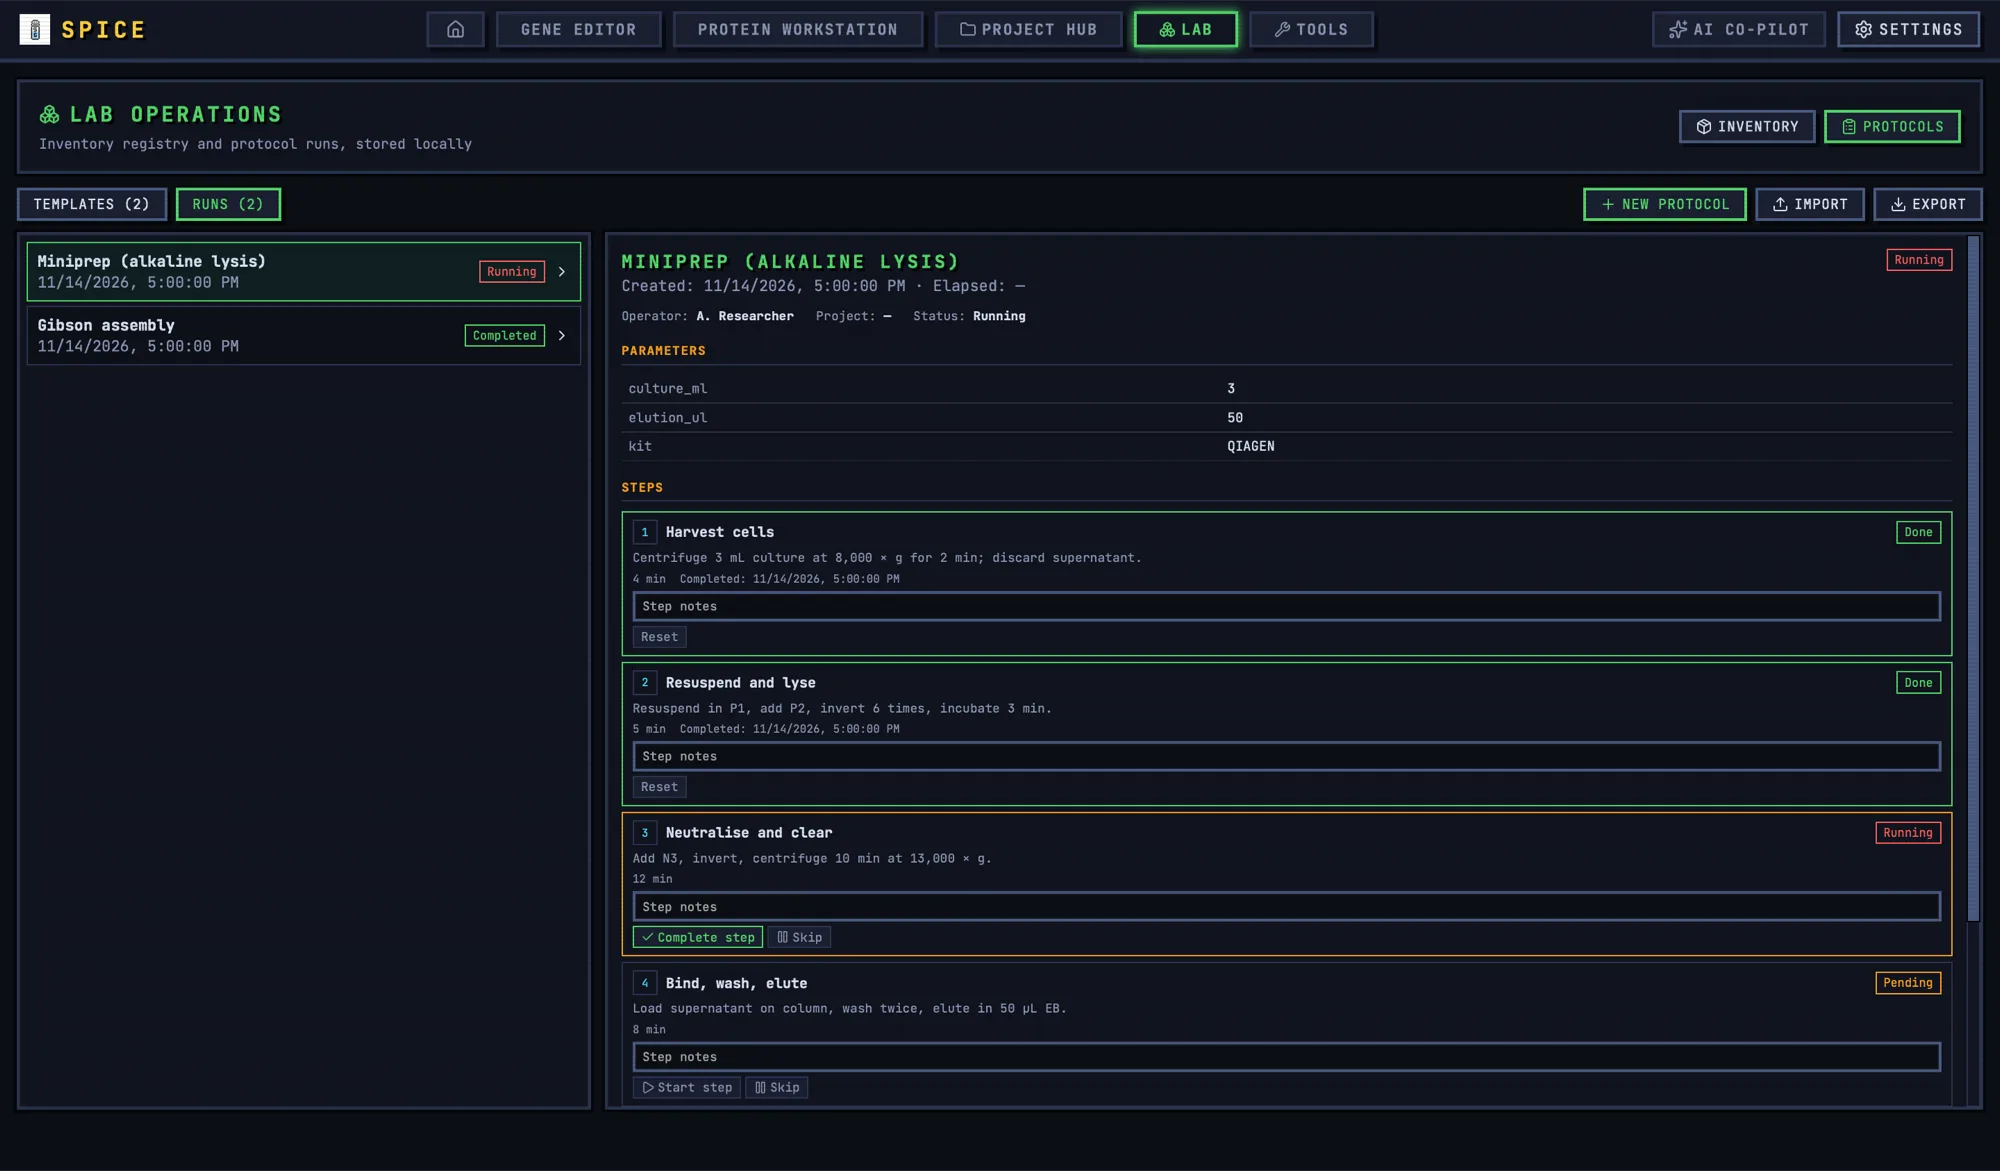 SPICE
GENE EDITOR
PROTEIN WORKSTATION
PROJECT HUB
LAB
TOOLS
AI CO-PILOT
SETTINGS
LAB OPERATIONS
Inventory registry and protocol runs, stored locally
INVENTORY
PROTOCOLS
TEMPLATES (2)
RUNS (2)
+ NEW PROTOCOL
IMPORT
EXPORT
Miniprep (alkaline lysis)
11/14/2026, 5:00:00 PM
Running
Gibson assembly
11/14/2026, 5:00:00 PM
Completed
MINIPREP (ALKALINE LYSIS)
Running
Created: 11/14/2026, 5:00:00 PM · Elapsed: —
Operator: A. Researcher Project: — Status: Running
PARAMETERS
culture_ml 3
elution_ul 50
kit QIAGEN
STEPS
1 Harvest cells
Done
Centrifuge 3 mL culture at 8,000 × g for 2 min; discard supernatant.
4 min Completed: 11/14/2026, 5:00:00 PM
Step notes
Reset
2 Resuspend and lyse
Done
Resuspend in P1, add P2, invert 6 times, incubate 3 min.
5 min Completed: 11/14/2026, 5:00:00 PM
Step notes
Reset
3 Neutralise and clear
Running
Add N3, invert, centrifuge 10 min at 13,000 × g.
12 min
Step notes
Complete step
Skip
4 Bind, wash, elute
Pending
Load supernatant on column, wash twice, elute in 50 µL EB.
8 min
Step notes
Start step
Skip